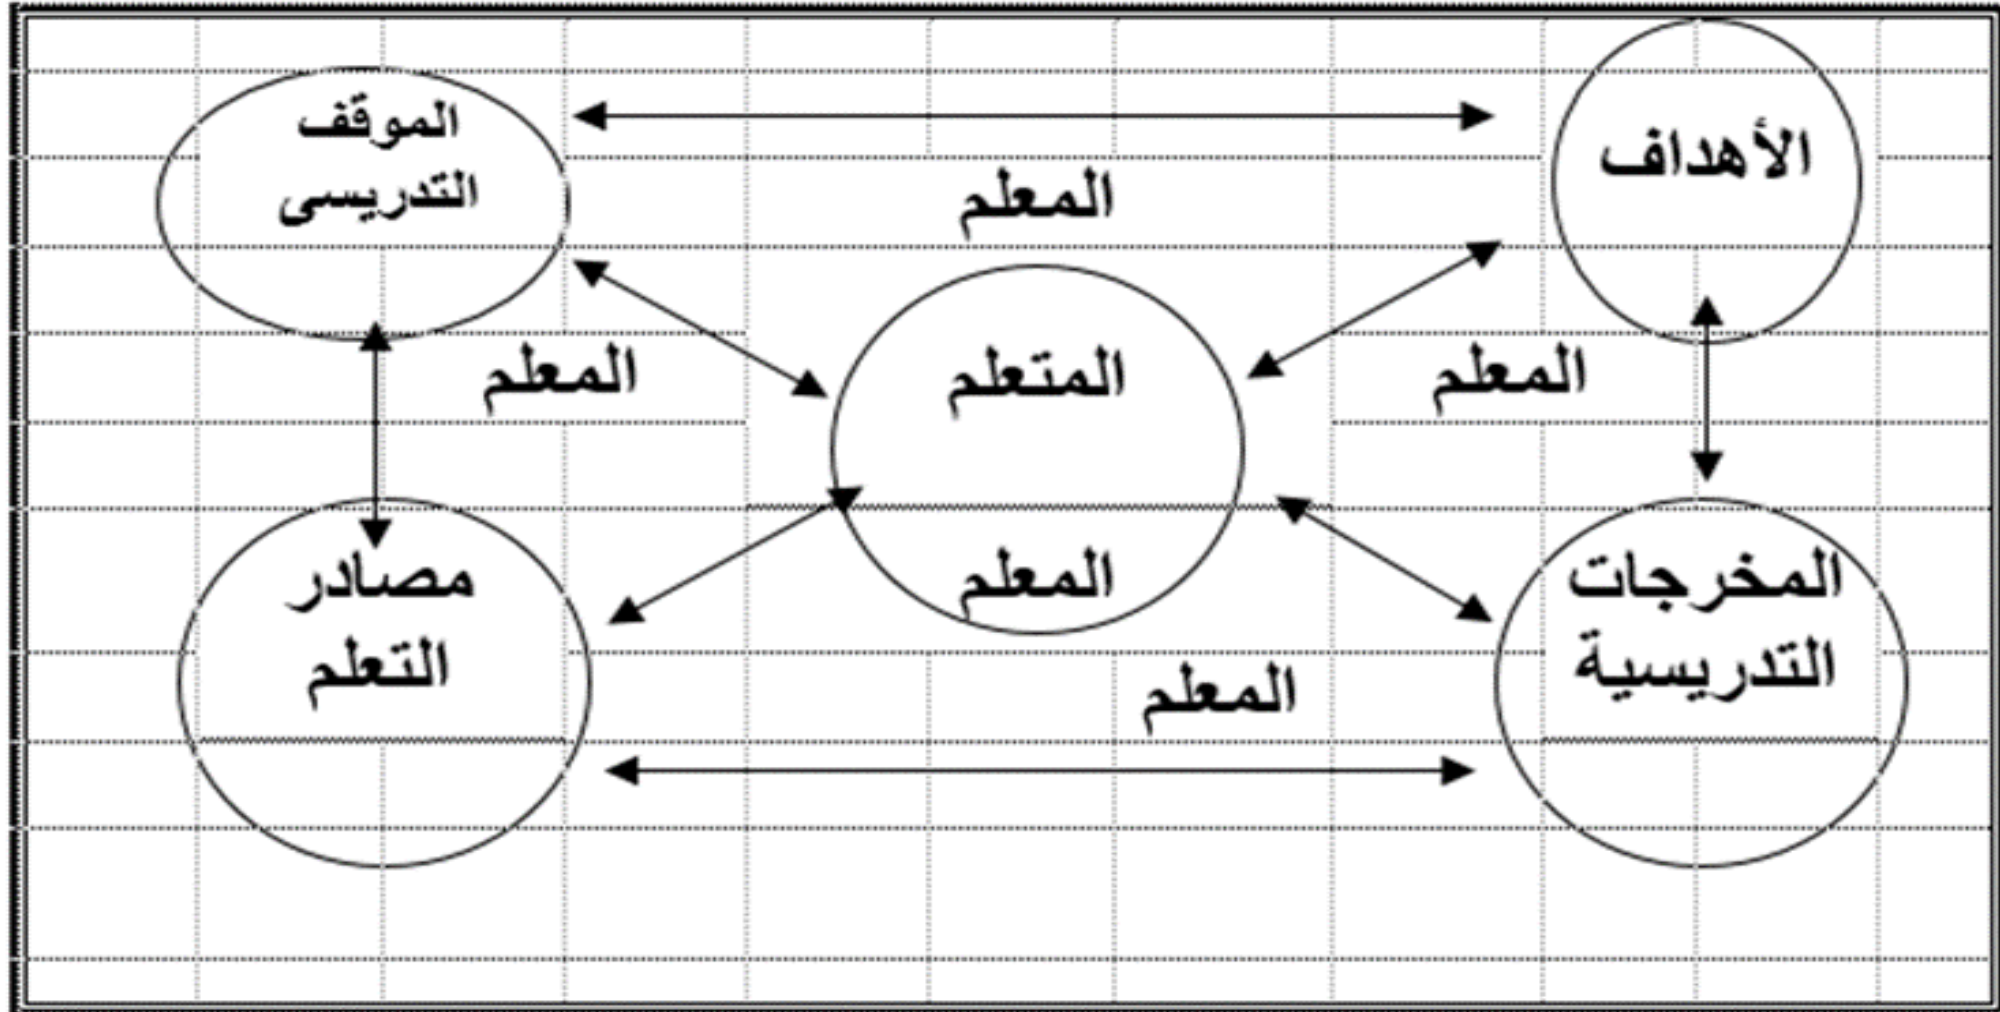 الأهداف
الموقف
التدريسى
المعلم
المعلم
المتعلم
المعلم
المعلم
المخرجات
التدريسية
مصادر
التعلم
المعلم